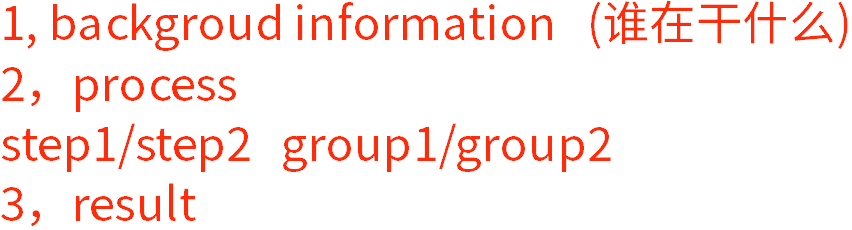 1, backgroud information （谁在干什么)
2，process
step1/step2 group1/group2
3，result